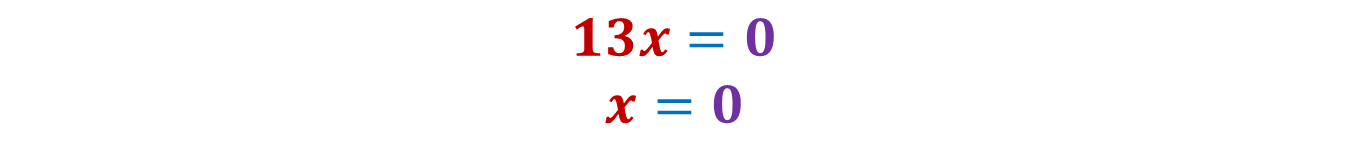 13x = 0
x = 0